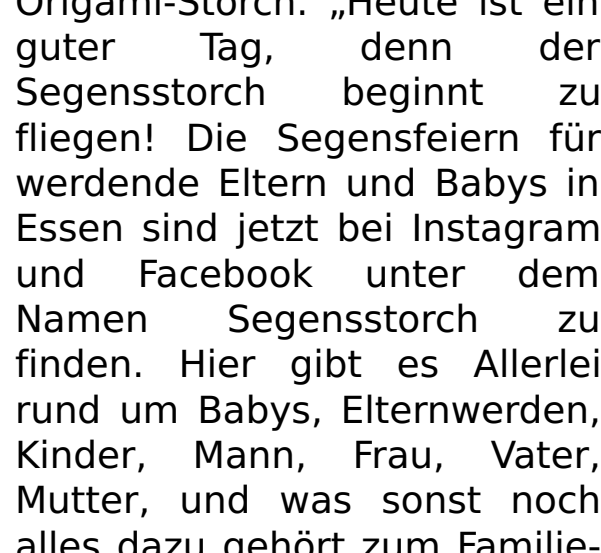 Origami-Storch: „Heute ist ein
guter Tag, denn der
Segensstorch beginnt zu
fliegen! Die Segensfeiern für
werdende Eltern und Babys in
Essen sind jetzt bei Instagram
und Facebook unter dem
Namen Segensstorch zu
finden. Hier gibt es Allerlei
rund um Babys, Elternwerden,
Kinder, Mann, Frau, Vater,
Mutter, und was sonst noch
alles dazu gehört zum Familie-